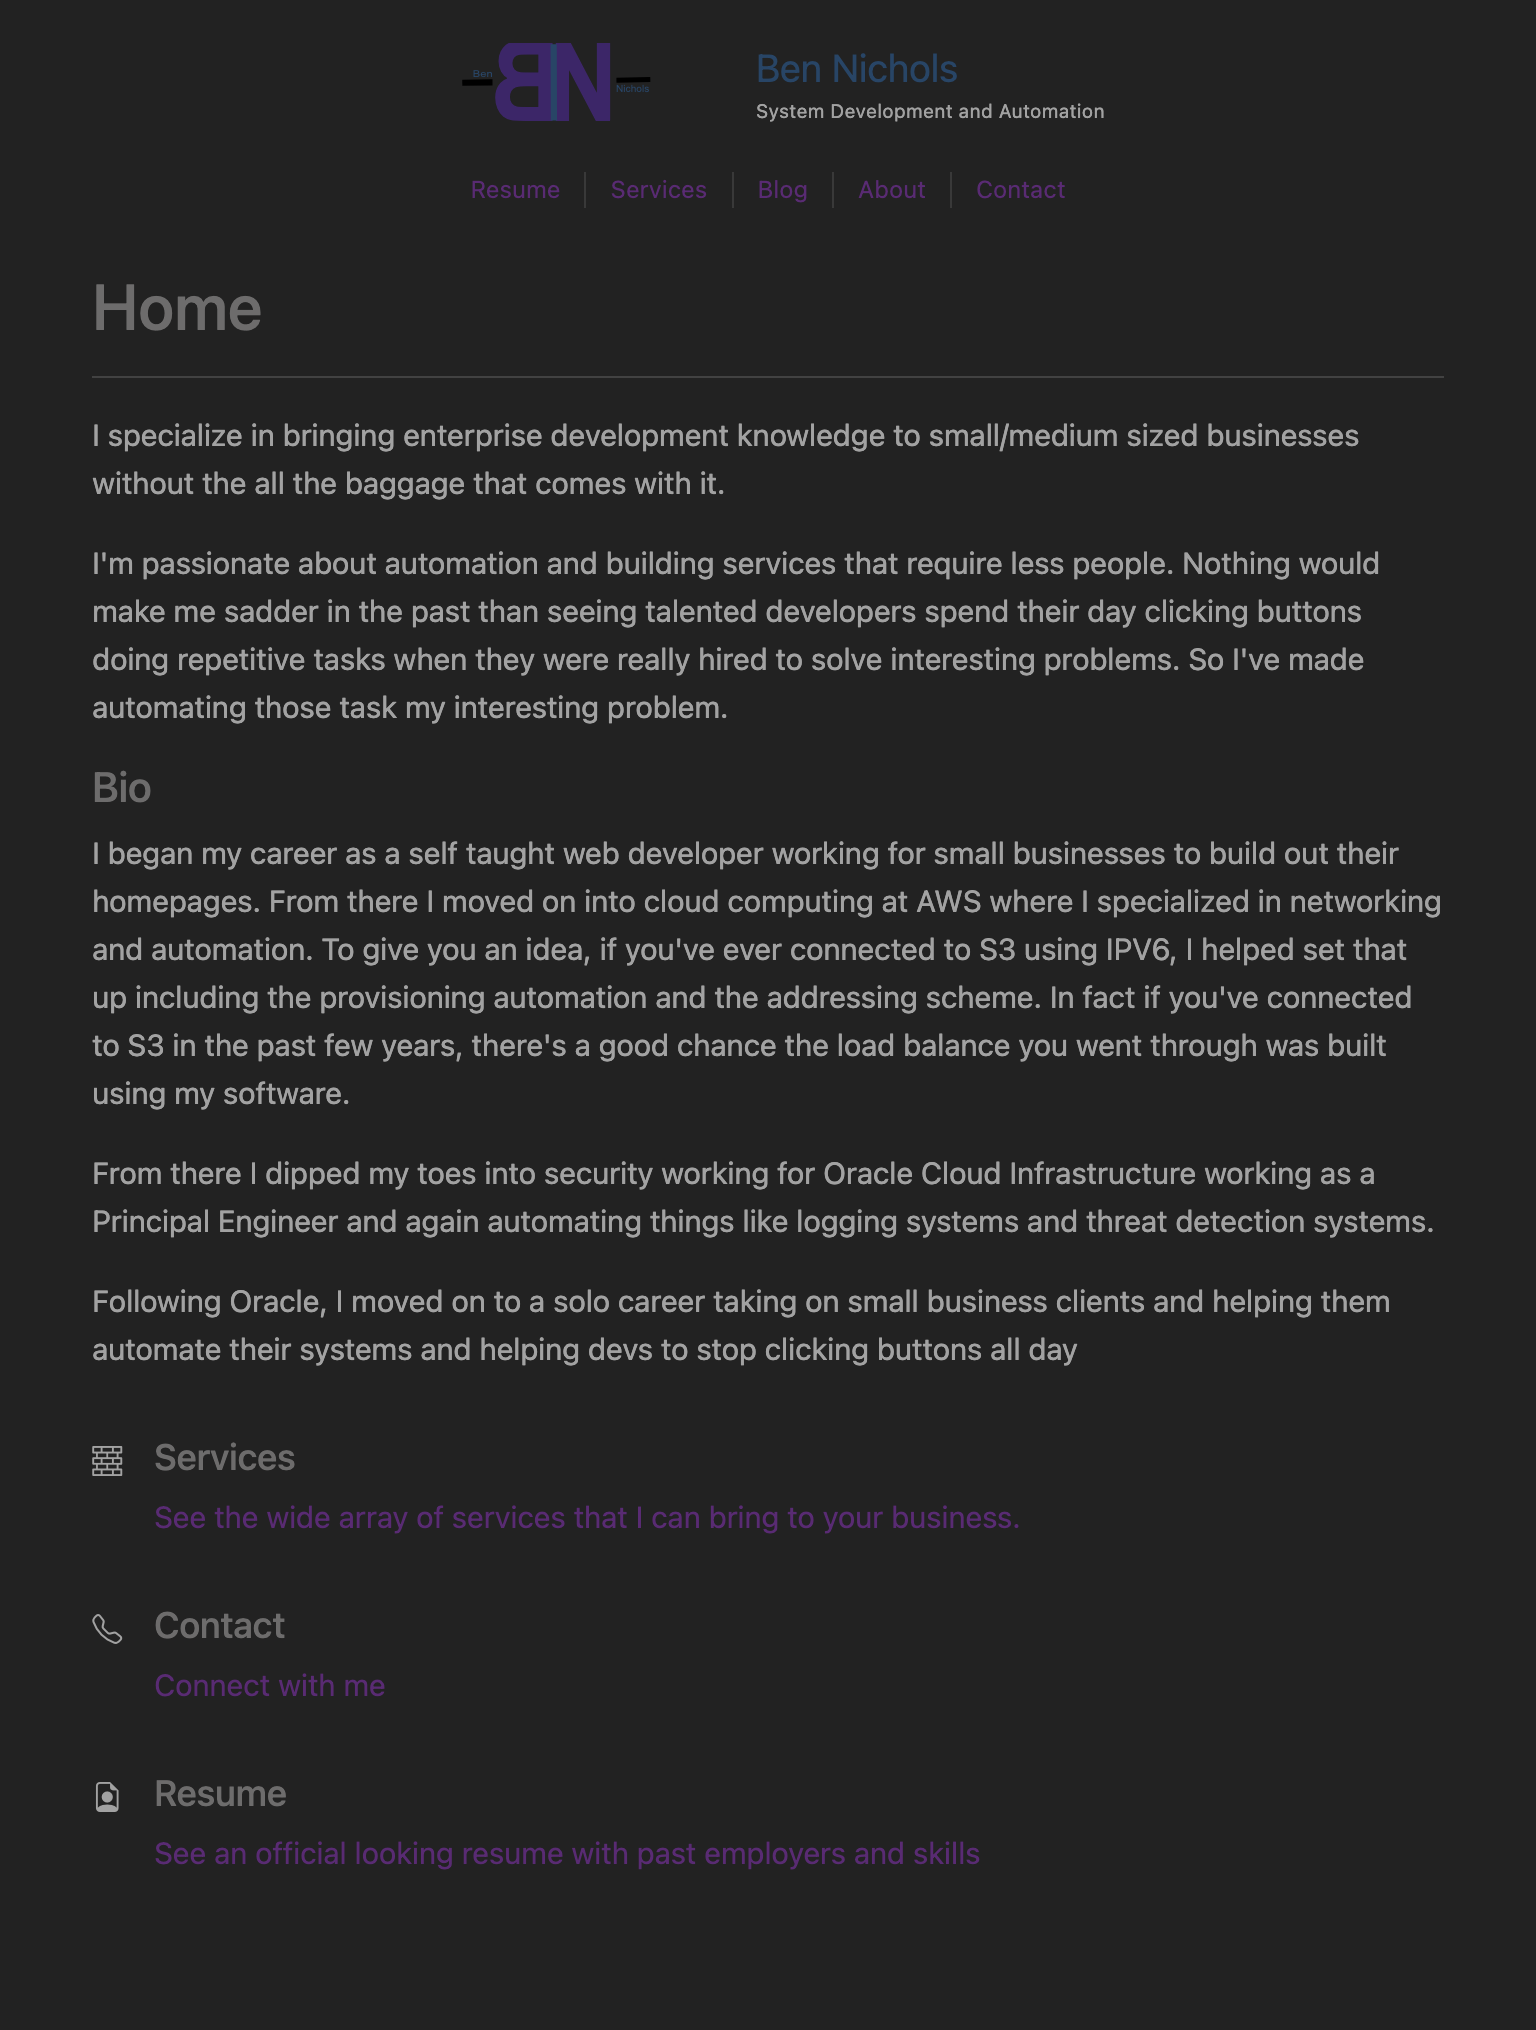 Ben
BN
Nichols
Ben Nichols
System Development and Automation
Resume
Services
Blog
About
Contact
Home
I specialize in bringing enterprise development knowledge to small/medium sized businesses
without the all the baggage that comes with it.
I'm passionate about automation and building services that require less people. Nothing would
make me sadder in the past than seeing talented developers spend their day clicking buttons
doing repetitive tasks when they were really hired to solve interesting problems. So I've made
automating those task my interesting problem.
Bio
I began my career as a self taught web developer working for small businesses to build out their
homepages. From there I moved on into cloud computing at AWS where I specialized in networking
and automation. To give you an idea, if you've ever connected to S3 using IPV6, I helped set that
up including the provisioning automation and the addressing scheme. In fact if you've connected
to S3 in the past few years, there's a good chance the load balance you went through was built
using my software.
From there I dipped my toes into security working for Oracle Cloud Infrastructure working as a
Principal Engineer and again automating things like logging systems and threat detection systems.
Following Oracle, I moved on to a solo career taking on small business clients and helping them
automate their systems and helping devs to stop clicking buttons all day
Services
See the wide array of services that I can bring to your business.
Contact
Connect with me
Resume
See an official looking resume with past employers and skills